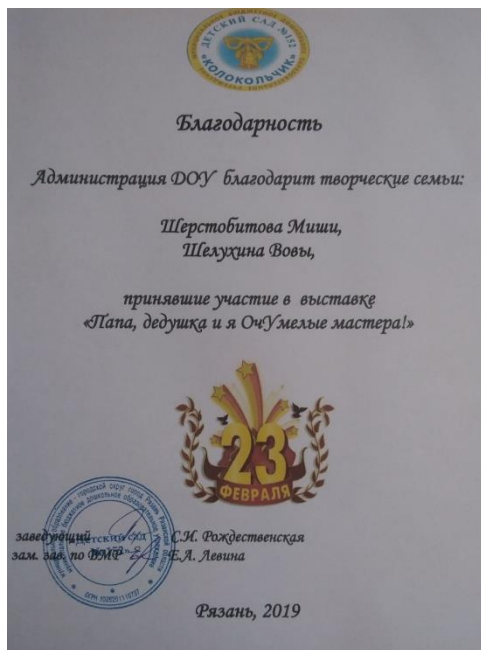 ДЕТСКИЙ САД №152
«КОЛОКОЛЬЧИК»
Благодарность
Администрация ДОУ благодарит творческие семьи:
Шерстобитова Миши,
Шелухина Вовы,
принявшие участие в выставке
«Папа, дедушка и я ОчУмелые мастера!»
23
ФЕВРАЛЯ
заведующий С.И. Рождественская
зам. зав. по ВМР Е.А. Левина
Рязань, 2019